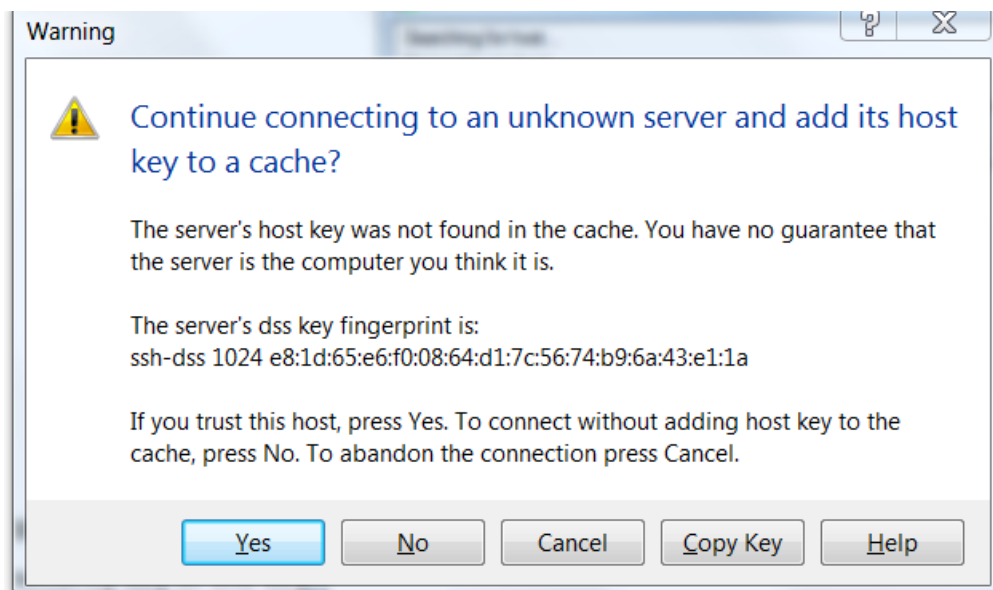 Warning
Continue connecting to an unknown server and add its host
key to a cache?
The server's host key was not found in the cache. You have no guarantee that
the server is the computer you think it is.
The server's dss key fingerprint is:
ssh-dss 1024 e8:1d:65:e6:f0:08:64:d1:7c:56:74:b9:6a:43:e1:1a
If you trust this host, press Yes. To connect without adding host key to the
cache, press No. To abandon the connection press Cancel.
Yes No Cancel Copy Key Help